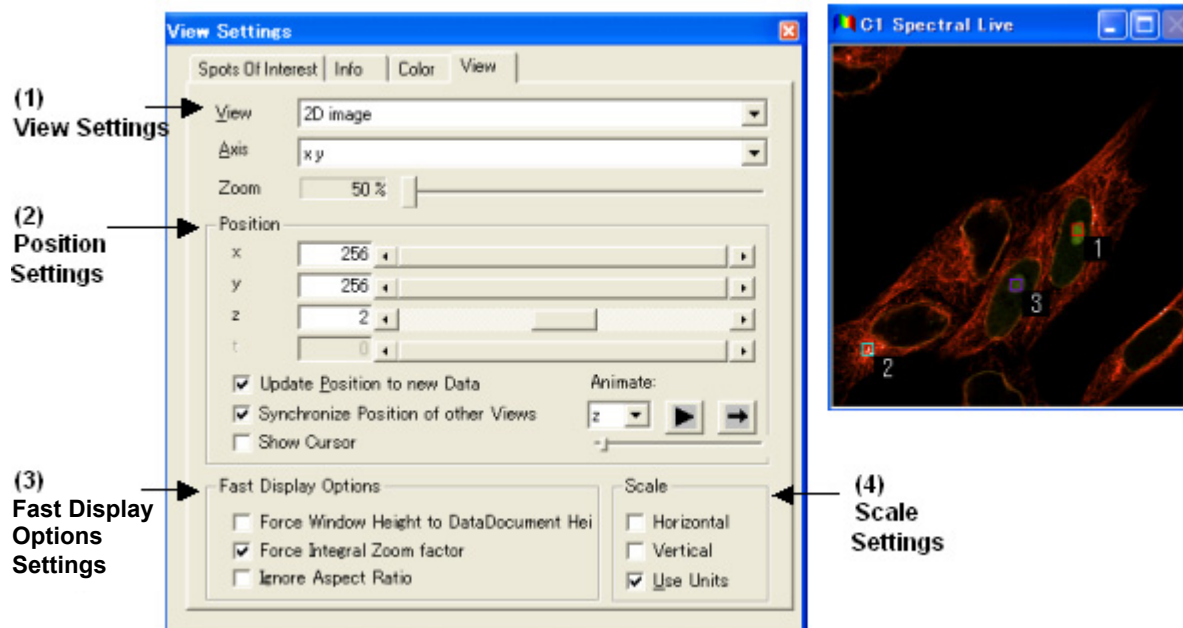 View Settings
Spots Of Interest Info Color View
(1)
View Settings
View 2D image
Axis x y
Zoom 50 %
(2)
Position
Settings
Position
x 256
y 256
z 2
t 0
Update Position to new Data
Synchronize Position of other Views
Show Cursor
Animate:
z
(3)
Fast Display
Options
Settings
Fast Display Options
Force Window Height to DataDocument Hei
Force Integral Zoom factor
Ignore Aspect Ratio
Scale
Horizontal
Vertical
Use Units
(4)
Scale
Settings
C1 Spectral Live
1
3
2